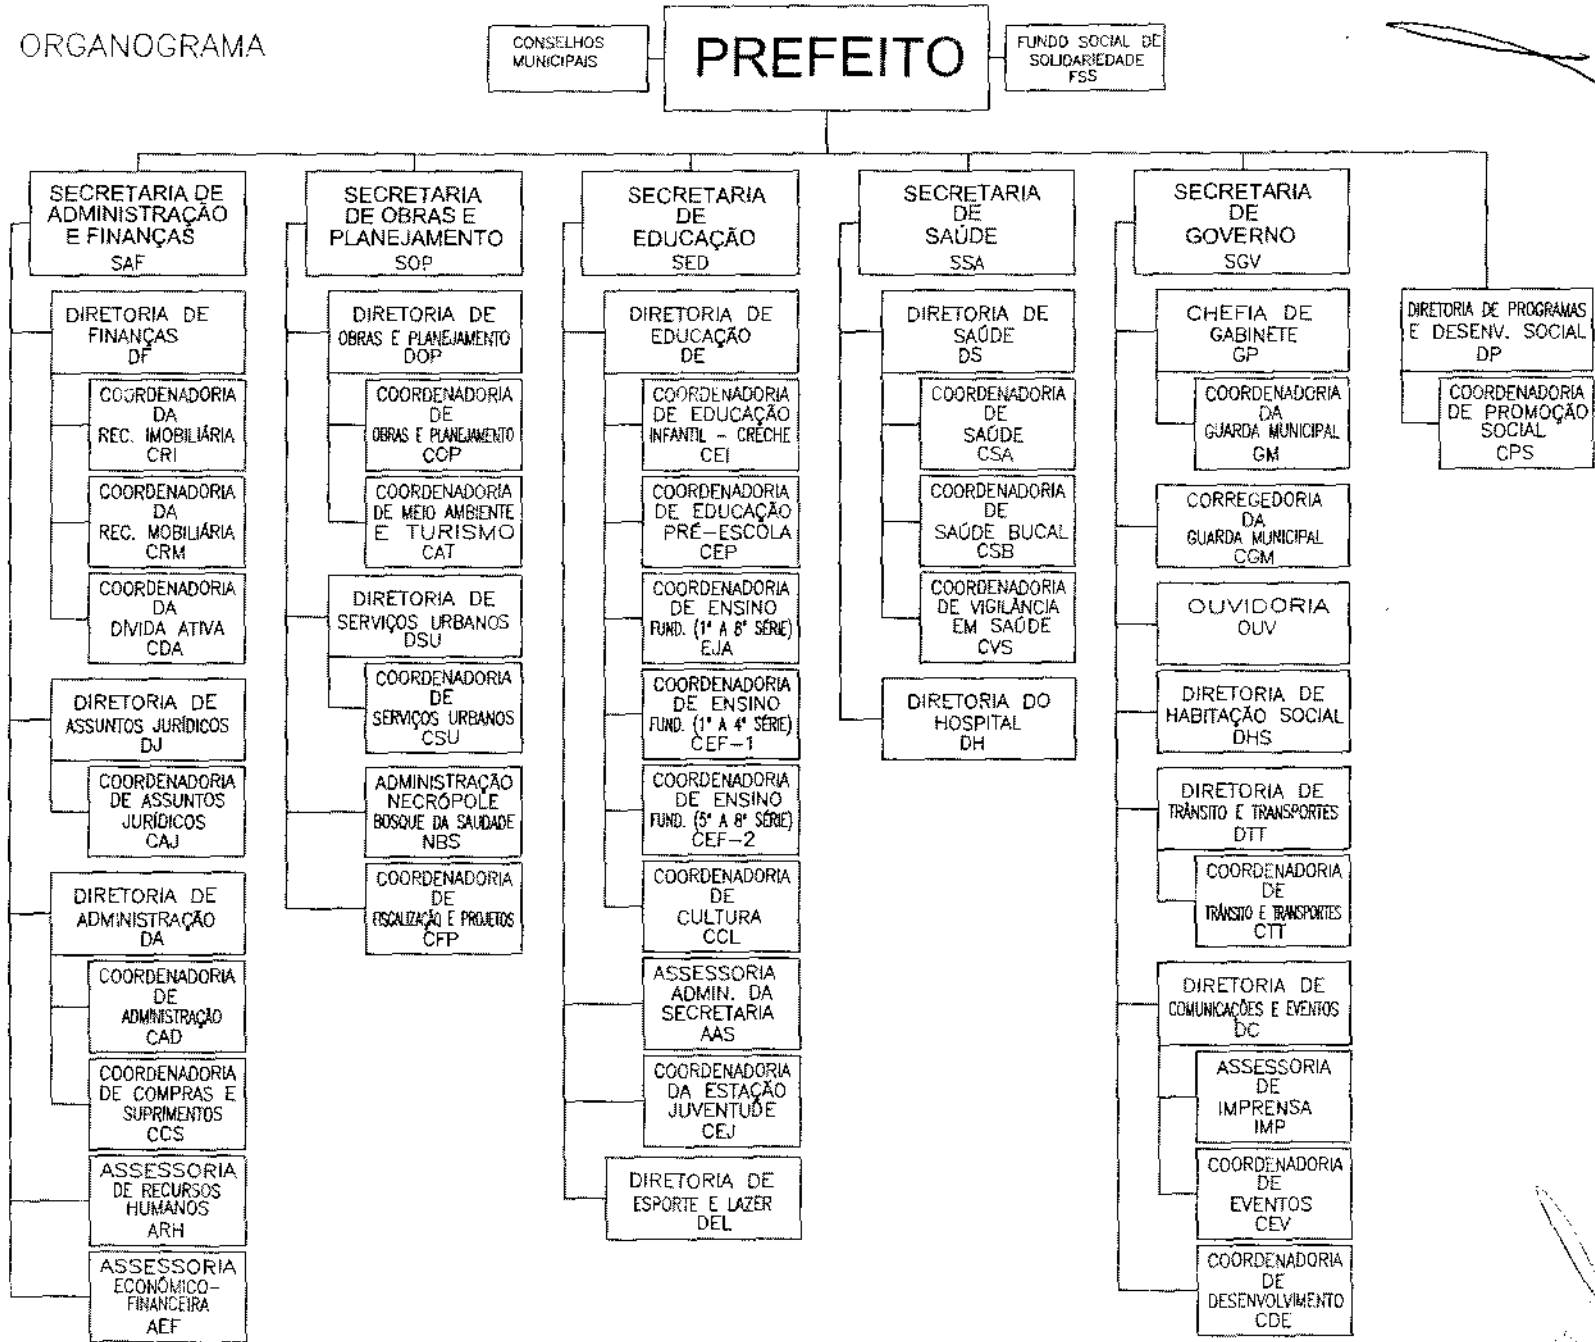 ORGANOGRAMA
CONSELHOS
MUNICIPAIS
PREFEITO
FUNDO SOCIAL DE
SOLIDARIEDADE
FSS
SECRETARIA DE
ADMINISTRAÇÃO
E FINANÇAS
SAF
DIRETORIA DE
FINANÇAS
DF
COORDENADORIA
DA
REC. IMOBILIÁRIA
CRI
COORDENADORIA
DA
REC. MOBILIÁRIA
CRM
COORDENADORIA
DA
DÍVIDA ATIVA
CDA
DIRETORIA DE
ASSUNTOS JURÍDICOS
DJ
COORDENADORIA
DE ASSUNTOS
JURÍDICOS
CAJ
DIRETORIA DE
ADMINISTRAÇÃO
DA
COORDENADORIA
DE
ADMINISTRAÇÃO
CAD
COORDENADORIA
DE COMPRAS E
SUPRIMENTOS
CCS
ASSESSORIA
DE RECURSOS
HUMANOS
ARH
ASSESSORIA
ECONÔMICO-
FINANCEIRA
AEF
SECRETARIA
DE OBRAS E
PLANEJAMENTO
SOP
DIRETORIA DE
OBRAS E PLANEJAMENTO
DOP
COORDENADORIA
DE
OBRAS E PLANEJAMENTO
COP
COORDENADORIA
DE MEIO AMBIENTE
E TURISMO
CAT
DIRETORIA DE
SERVIÇOS URBANOS
DSU
COORDENADORIA
DE
SERVIÇOS URBANOS
CSU
ADMINISTRAÇÃO
NECRÓPOLE
BOSQUE DA SAUDADE
NBS
COORDENADORIA
DE
FISCALIZAÇÃO E PROJETOS
CFP
SECRETARIA
DE
EDUCAÇÃO
SED
DIRETORIA DE
EDUCAÇÃO
DE
COORDENADORIA
DE EDUCAÇÃO
INFANTIL - CRECHE
CEI
COORDENADORIA
DE EDUCAÇÃO
PRÉ-ESCOLA
CEP
COORDENADORIA
DE ENSINO
FUND. (1ª A 8ª SÉRIE)
EJA
COORDENADORIA
DE ENSINO
FUND. (1ª A 4ª SÉRIE)
CEF-1
COORDENADORIA
DE ENSINO
FUND. (5ª A 8ª SÉRIE)
CEF-2
COORDENADORIA
DE
CULTURA
CCL
ASSESSORIA
ADMIN. DA
SECRETARIA
AAS
COORDENADORIA
DA ESTAÇÃO
JUVENTUDE
CEJ
DIRETORIA DE
ESPORTE E LAZER
DEL
SECRETARIA
DE
SAÚDE
SSA
DIRETORIA DE
SAÚDE
DS
COORDENADORIA
DE
SAÚDE
CSA
COORDENADORIA
DE
SAÚDE BUCAL
CSB
COORDENADORIA
DE VIGILÂNCIA
EM SAÚDE
CVS
DIRETORIA DO
HOSPITAL
DH
SECRETARIA
DE
GOVERNO
SGV
CHEFIA DE
GABINETE
GP
COORDENADORIA
DA
GUARDA MUNICIPAL
GM
CORREGEDORIA
DA
GUARDA MUNICIPAL
CGM
OUVIDORIA
OUV
DIRETORIA DE
HABITAÇÃO SOCIAL
DHS
DIRETORIA DE
TRÂNSITO E TRANSPORTES
DTT
COORDENADORIA
DE
TRÂNSITO E TRANSPORTES
CTT
DIRETORIA DE
COMUNICAÇÕES E EVENTOS
DC
ASSESSORIA
DE
IMPRENSA
IMP
COORDENADORIA
DE
EVENTOS
CEV
COORDENADORIA
DE
DESENVOLVIMENTO
CDE
DIRETORIA DE PROGRAMAS
E DESENV. SOCIAL
DP
COORDENADORIA
DE PROMOÇÃO
SOCIAL
CPS